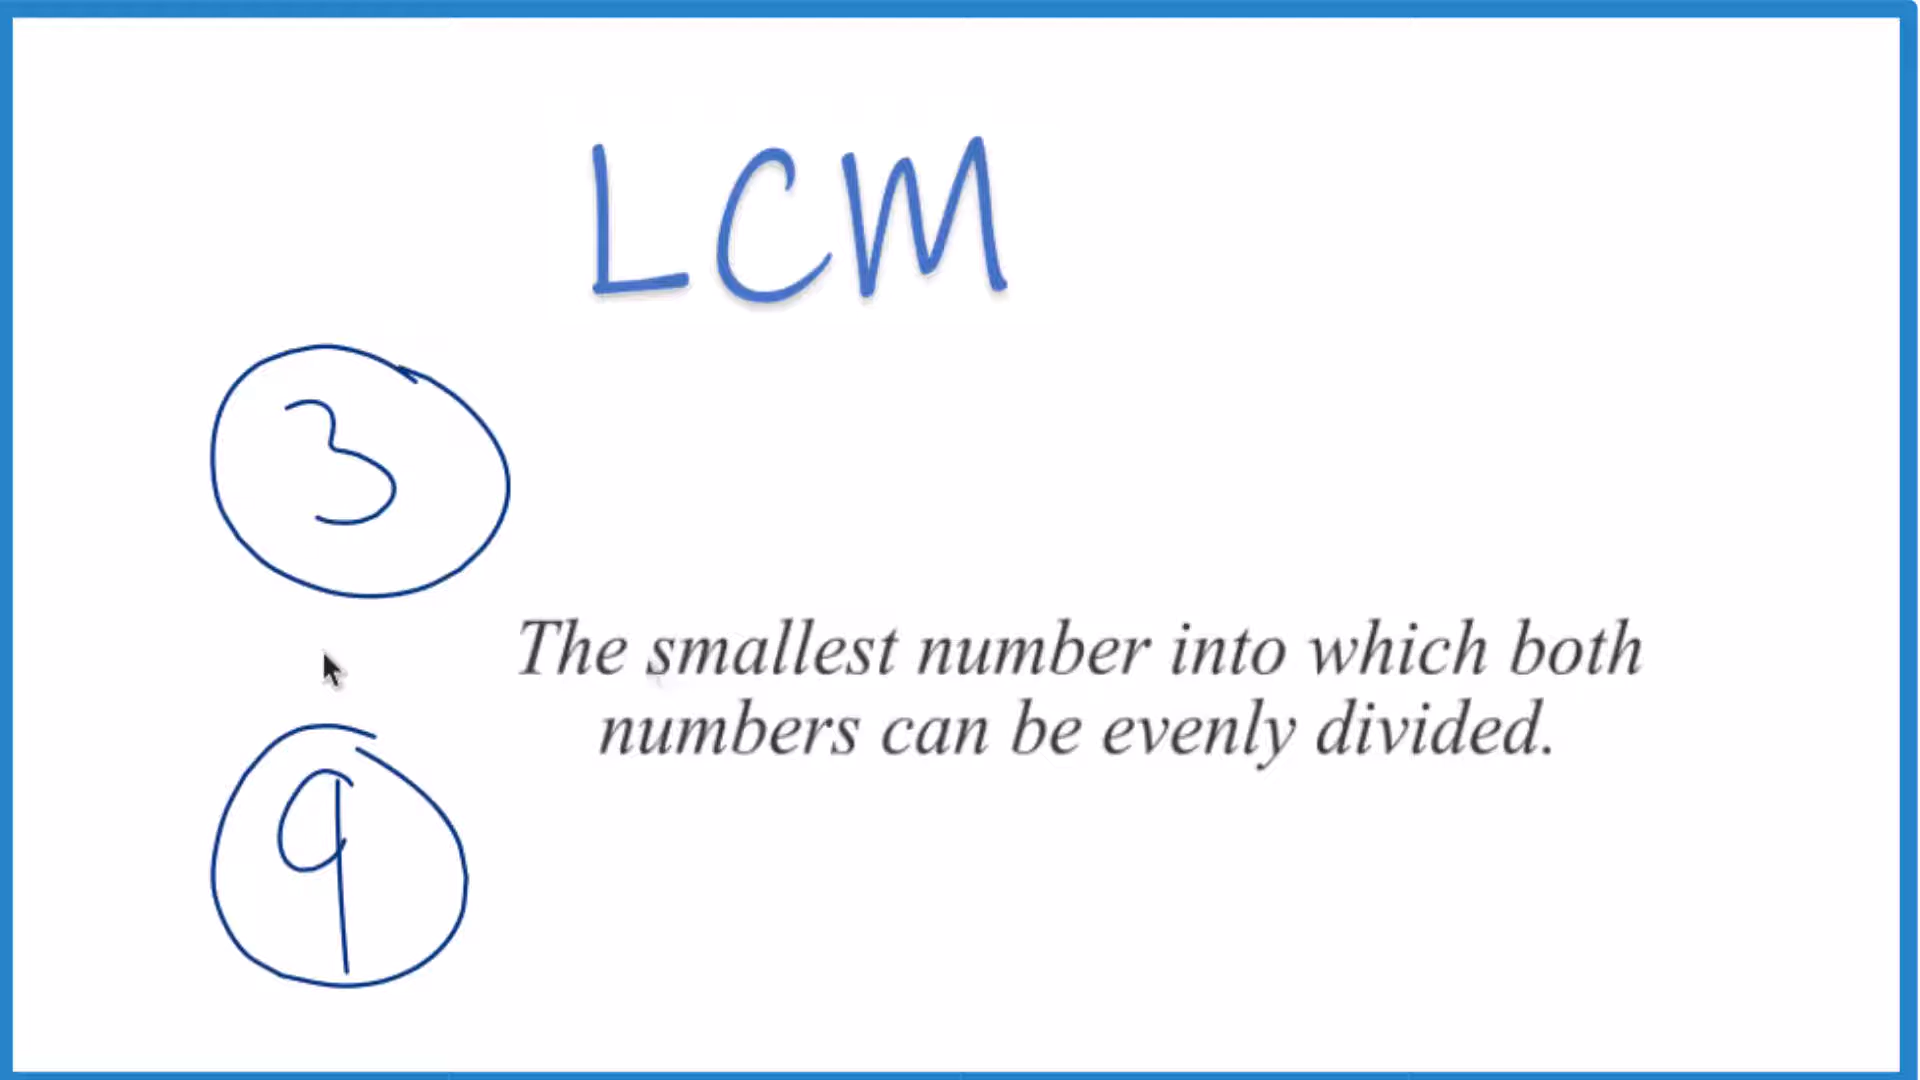 LCM
3
The smallest number into which both
numbers can be evenly divided.
9